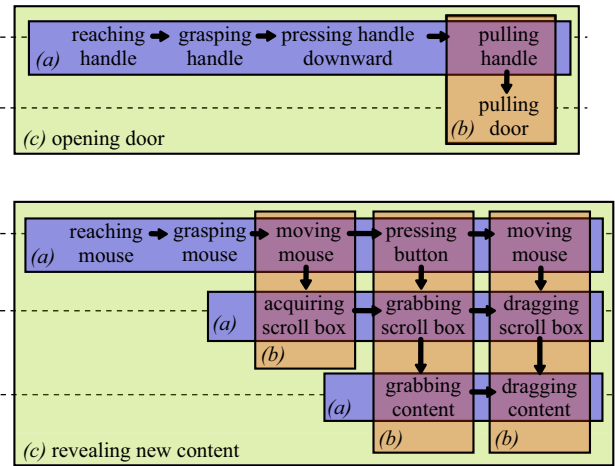 reaching grasping pressing handle pulling
(a) handle handle downward handle
pulling
door
(c) opening door (b)
reaching grasping moving pressing moving
(a) mouse mouse mouse button mouse
acquiring grabbing dragging
(a) scroll box scroll box scroll box
(b)
grabbing dragging
(a) content content
(c) revealing new content (b) (b)